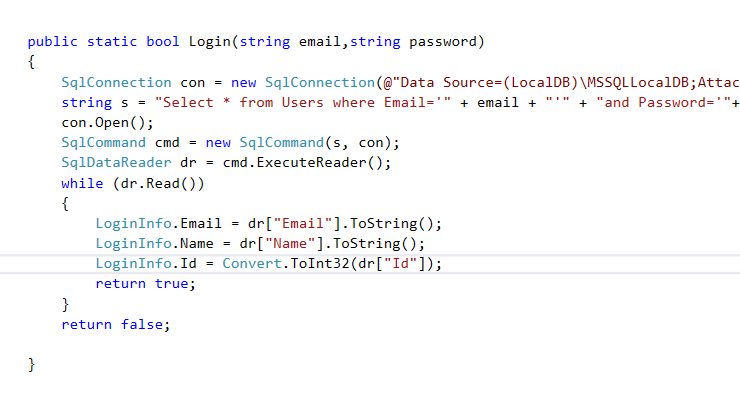 public static bool Login(string email,string password)
{
SqlConnection con = new SqlConnection(@"Data Source=(LocalDB)\MSSQLLocalDB;Attac
string s = "Select * from Users where Email='" + email + "'" + "and Password='"+
con.Open();
SqlCommand cmd = new SqlCommand(s, con);
SqlDataReader dr = cmd.ExecuteReader();
while (dr.Read())
{
LoginInfo.Email = dr["Email"].ToString();
LoginInfo.Name = dr["Name"].ToString();
LoginInfo.Id = Convert.ToInt32(dr["Id"]);
return true;
}
return false;
}